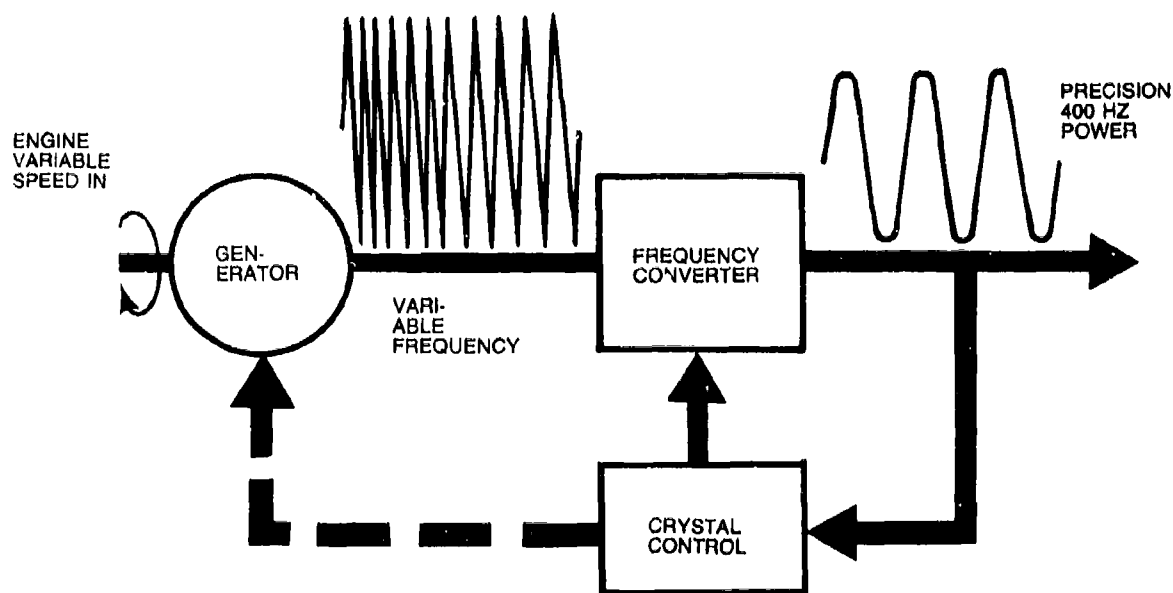 ENGINE
VARIABLE
SPEED IN
GEN-
ERATOR
VARI-
ABLE
FREQUENCY
FREQUENCY
CONVERTER
PRECISION
400 HZ
POWER
CRYSTAL
CONTROL